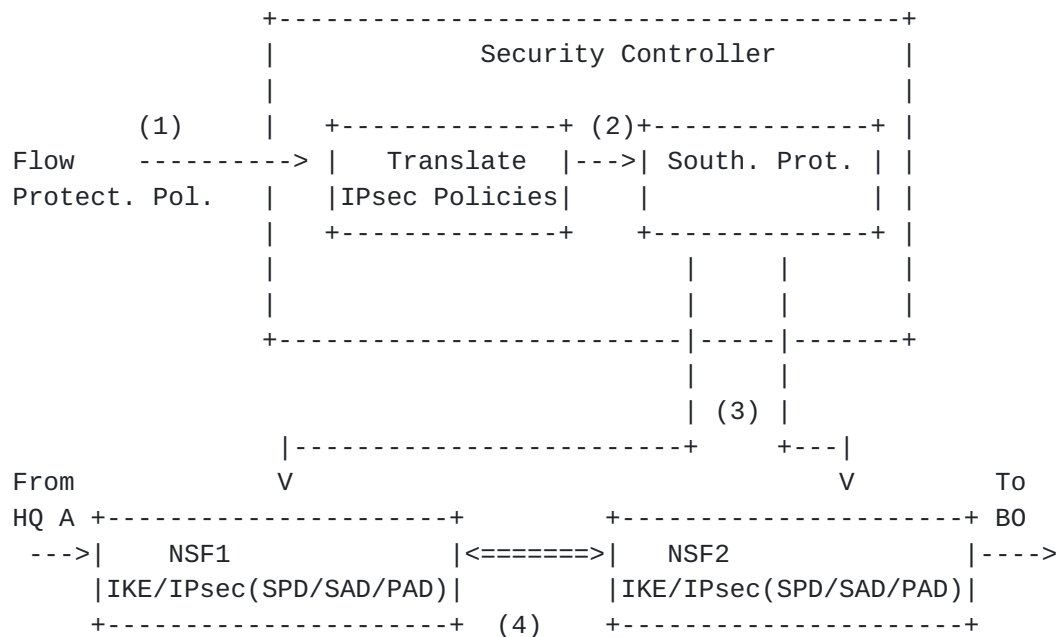 Security Controller
(1) (2)
Flow Translate South. Prot.
Protect. Pol. IPsec Policies
(3)
From V V To
HQ A BO
NSF1 NSF2
IKE/IPsec(SPD/SAD/PAD) IKE/IPsec(SPD/SAD/PAD)
(4)